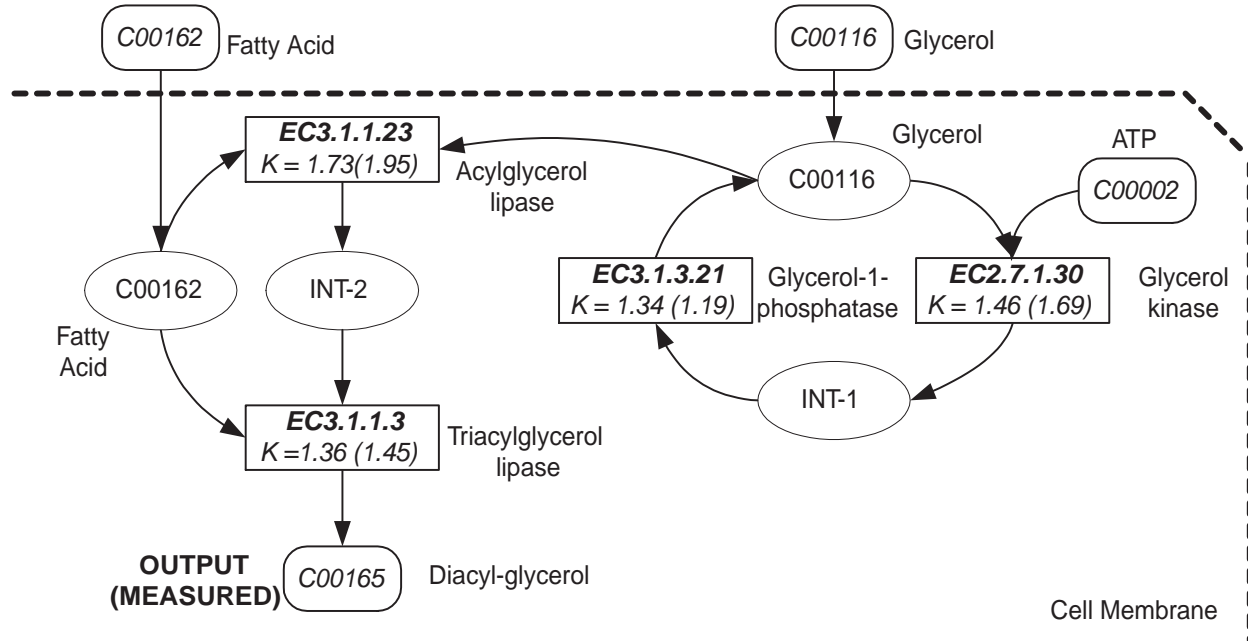 C00162
Fatty Acid
C00116
Glycerol
EC3.1.1.23
K = 1.73(1.95)
Acylglycerol
lipase
Glycerol
C00116
ATP
C00002
C00162
Fatty
Acid
INT-2
EC3.1.3.21
K = 1.34 (1.19)
Glycerol-1-
phosphatase
EC2.7.1.30
K = 1.46 (1.69)
Glycerol
kinase
INT-1
EC3.1.1.3
K =1.36 (1.45)
Triacylglycerol
lipase
OUTPUT
(MEASURED)
C00165
Diacyl-glycerol
Cell Membrane